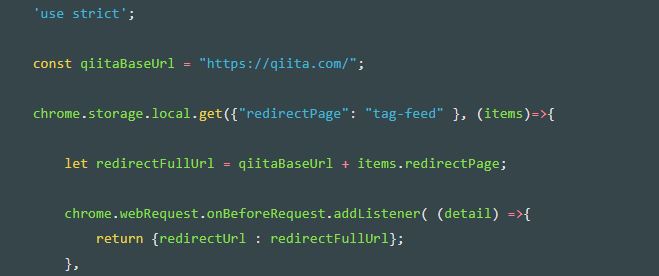 'use strict';
const qiitaBaseUrl = "https://qiita.com/";
chrome.storage.local.get({"redirectPage": "tag-feed" }, (items)=>{
let redirectFullUrl = qiitaBaseUrl + items.redirectPage;
chrome.webRequest.onBeforeRequest.addListener( (detail) =>{
return {redirectUrl : redirectFullUrl};
},